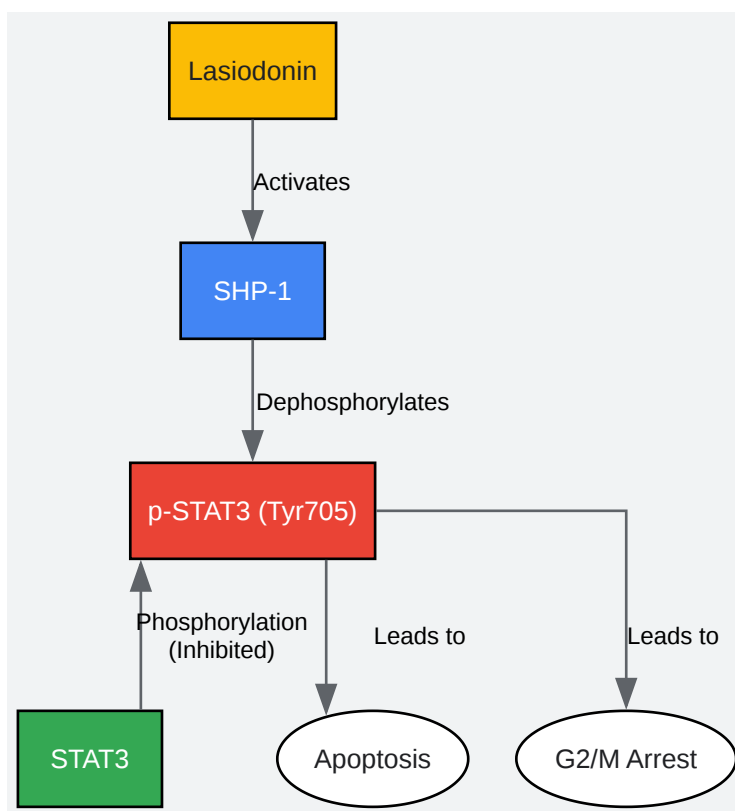 Lasiodonin
Activates
SHP-1
Dephosphorylates
p-STAT3 (Tyr705)
Phosphorylation
(Inhibited)
Leads to
Leads to
STAT3
Apoptosis
G2/M Arrest